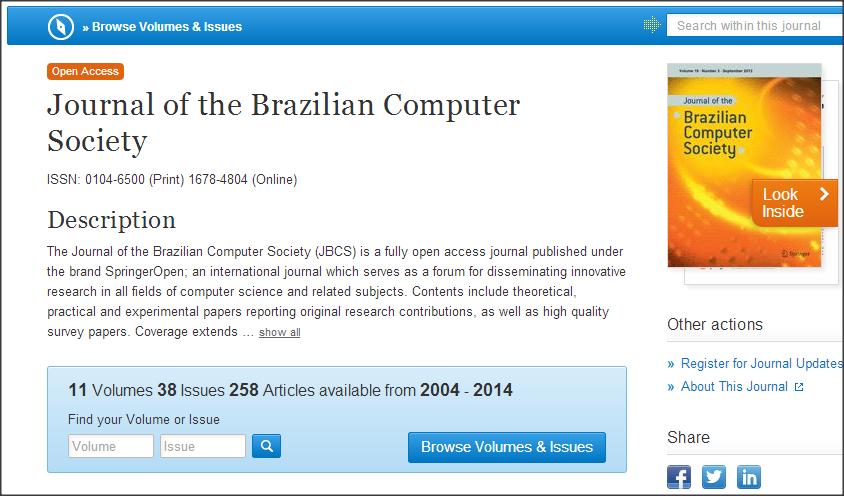 » Browse Volumes & Issues
Search within this journal
Open Access
Journal of the Brazilian Computer
Society
ISSN: 0104-6500 (Print) 1678-4804 (Online)
Description
The Journal of the Brazilian Computer Society (JBCS) is a fully open access journal published under
the brand SpringerOpen; an international journal which serves as a forum for disseminating innovative
research in all fields of computer science and related subjects. Contents include theoretical,
practical and experimental papers reporting original research contributions, as well as high quality
survey papers. Coverage extends … show all
11 Volumes 38 Issues 258 Articles available from 2004 - 2014
Find your Volume or Issue
Volume
Issue
Browse Volumes & Issues
Volume 19 · Number 3 · September 2013
Journal of the
Brazilian
Computer
Society
Look
Inside
Springer
Other actions
» Register for Journal Updates
» About This Journal
Share